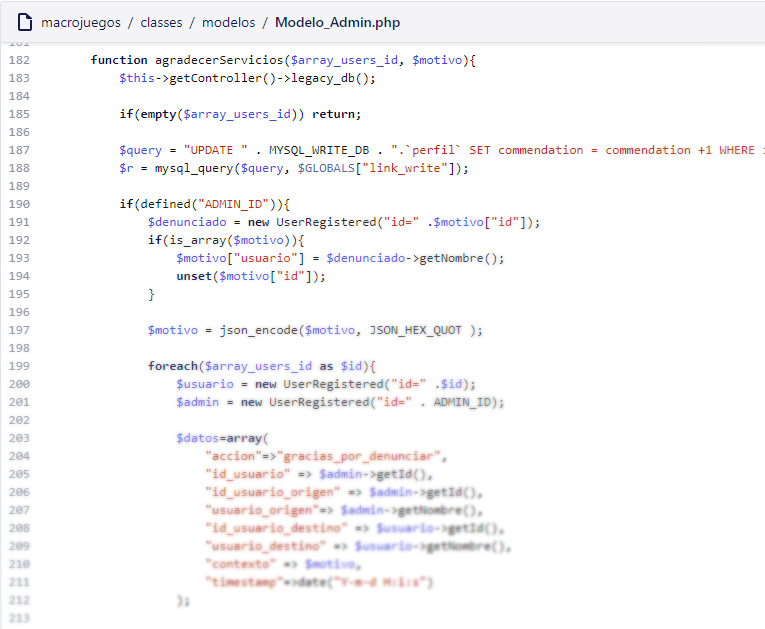 macrojuegos / classes / modelos / Modelo_Admin.php
181
182 function agradecerServicios($array_users_id, $motivo){
183 $this->getController()->legacy_db();
184
185 if(empty($array_users_id)) return;
186
187 $query = "UPDATE " . MYSQL_WRITE_DB . ".`perfil` SET commendation = commendation +1 WHERE
188 $r = mysql_query($query, $GLOBALS["link_write"]);
189
190 if(defined("ADMIN_ID")){
191 $denunciado = new UserRegistered("id=" .$motivo["id"]);
192 if(is_array($motivo)){
193 $motivo["usuario"] = $denunciado->getNombre();
194 unset($motivo["id"]);
195 }
196
197 $motivo = json_encode($motivo, JSON_HEX_QUOT );
198
199 foreach($array_users_id as $id){
200 $usuario = new UserRegistered("id=" .$id);
201 $admin = new UserRegistered("id=" . ADMIN_ID);
202
203 $datos=array(
204 "accion"=>"gracias_por_denunciar",
205 "id_usuario" => $admin->getId(),
206 "id_usuario_origen" => $admin->getId(),
207 "usuario_origen"=> $admin->getNombre(),
208 "id_usuario_destino" => $usuario->getId(),
209 "usuario_destino" => $usuario->getNombre(),
210 "contexto" => $motivo,
211 "timestamp"=>date("Y-m-d H:i:s")
212 );
213